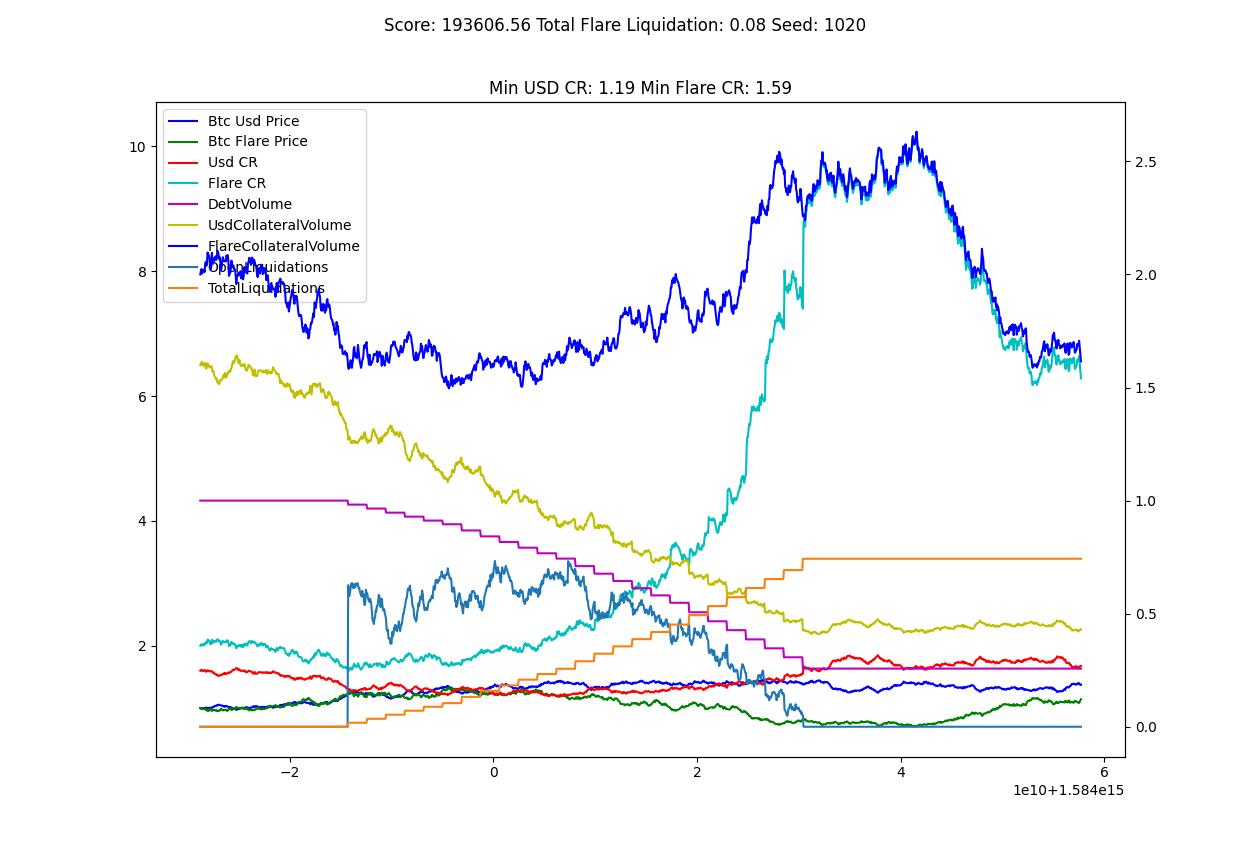 Score: 193606.56 Total Flare Liquidation: 0.08 Seed: 1020
Min USD CR: 1.19 Min Flare CR: 1.59
Btc Usd Price
Btc Flare Price
Usd CR
Flare CR
DebtVolume
UsdCollateralVolume
FlareCollateralVolume
OpenLiquidations
TotalLiquidations
10
8
6
4
2
2.5
2.0
1.5
1.0
0.5
0.0
−2
0
2
4
6
1e10+1.584e15